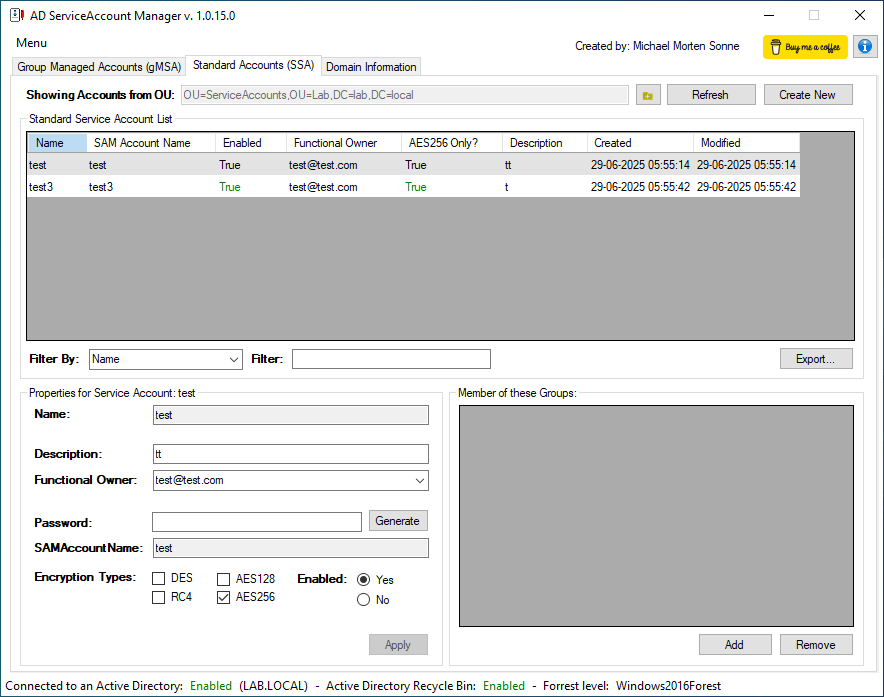 AD ServiceAccount Manager v. 1.0.15.0
Menu
Created by: Michael Morten Sonne
Buy me a coffee
Group Managed Accounts (gMSA) Standard Accounts (SSA) Domain Information
Showing Accounts from OU: OU=ServiceAccounts,OU=Lab,DC=lab,DC=local Refresh Create New
Standard Service Account List
Name SAM Account Name Enabled Functional Owner AES256 Only? Description Created Modified
test test True test@test.com True tt 29-06-2025 05:55:14 29-06-2025 05:55:14
test3 test3 True test@test.com True t 29-06-2025 05:55:42 29-06-2025 05:55:42
Filter By: Name Filter: Export...
Properties for Service Account: test
Name: test
Description: tt
Functional Owner: test@test.com
Password: Generate
SAMAccountName: test
Encryption Types: DES AES128 Enabled: Yes
RC4 AES256 No
Apply
Member of these Groups:
Add Remove
Connected to an Active Directory: Enabled (LAB.LOCAL) - Active Directory Recycle Bin: Enabled - Forrest level: Windows2016Forest